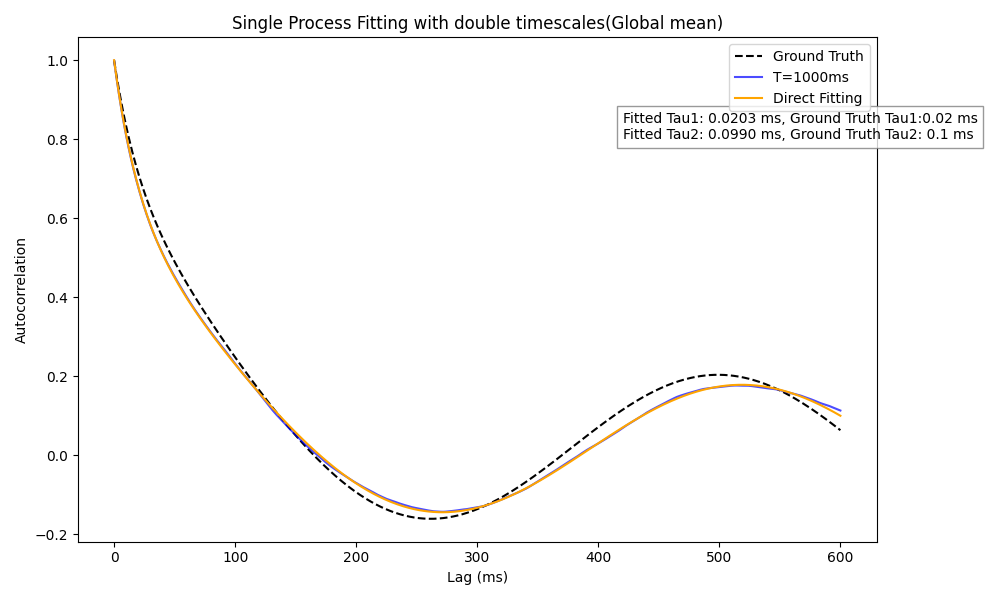 Single Process Fitting with double timescales(Global mean)
Ground Truth
T=1000ms
Direct Fitting
Fitted Tau1: 0.0203 ms, Ground Truth Tau1:0.02 ms
Fitted Tau2: 0.0990 ms, Ground Truth Tau2: 0.1 ms
Autocorrelation
1.0
0.8
0.6
0.4
0.2
0.0
−0.2
0 100 200 300 400 500 600
Lag (ms)